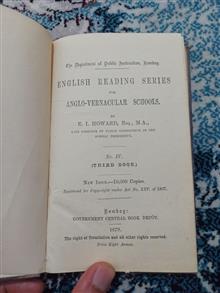 The Department of Public Instruction, Bombay.
ENGLISH READING SERIES
FOR
ANGLO-VERNACULAR SCHOOLS.
BY
E. I. HOWARD, Esq., M.A.,
LATE DIRECTOR OF PUBLIC INSTRUCTION IN THE
BOMBAY PRESIDENCY.
No. IV.
(THIRD BOOK.)
New Issue.—10,000 Copies.
Registered for Copyright under Act No. XXV. of 1867.
Bombay:
GOVERNMENT CENTRAL BOOK DEPÔT.
1879.
The right of Translation and all other rights reserved.
Price Eight Annas.